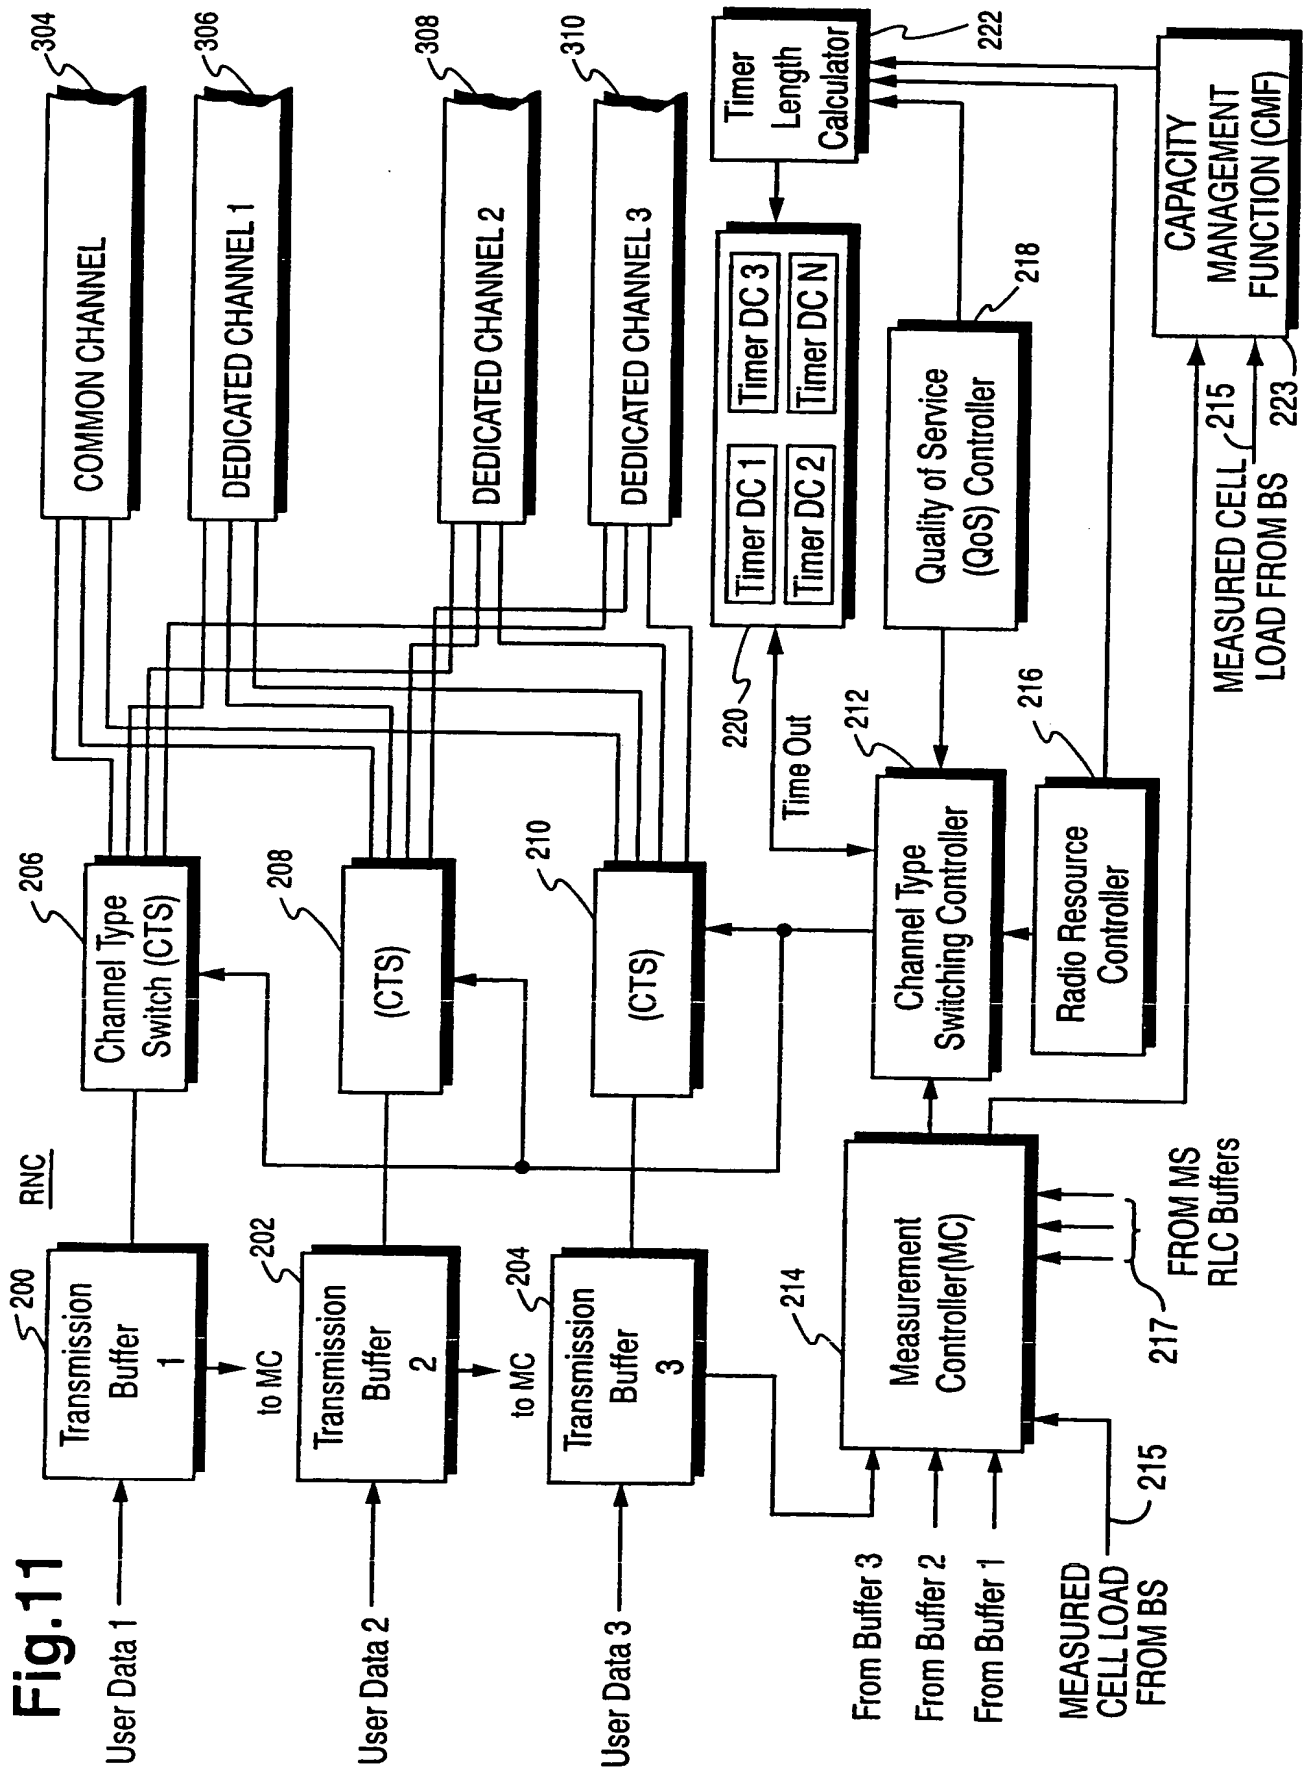 Fig.11
RNC
User Data 1
200
Transmission
Buffer
1
to MC
206
Channel Type
Switch (CTS)
COMMON CHANNEL
304
DEDICATED CHANNEL 1
306
User Data 2
202
Transmission
Buffer
2
to MC
208
(CTS)
DEDICATED CHANNEL 2
308
User Data 3
204
Transmission
Buffer
3
210
(CTS)
DEDICATED CHANNEL 3
310
From Buffer 3
From Buffer 2
From Buffer 1
MEASURED
CELL LOAD
FROM BS
215
214
Measurement
Controller(MC)
217
FROM MS
RLC Buffers
212
Channel Type
Switching Controller
Time Out
216
Radio Resource
Controller
220
Timer DC 1
Timer DC 3
Timer DC 2
Timer DC N
218
Quality of Service
(QoS) Controller
222
Timer
Length
Calculator
MEASURED CELL
LOAD FROM BS
215
223
CAPACITY
MANAGEMENT
FUNCTION (CMF)